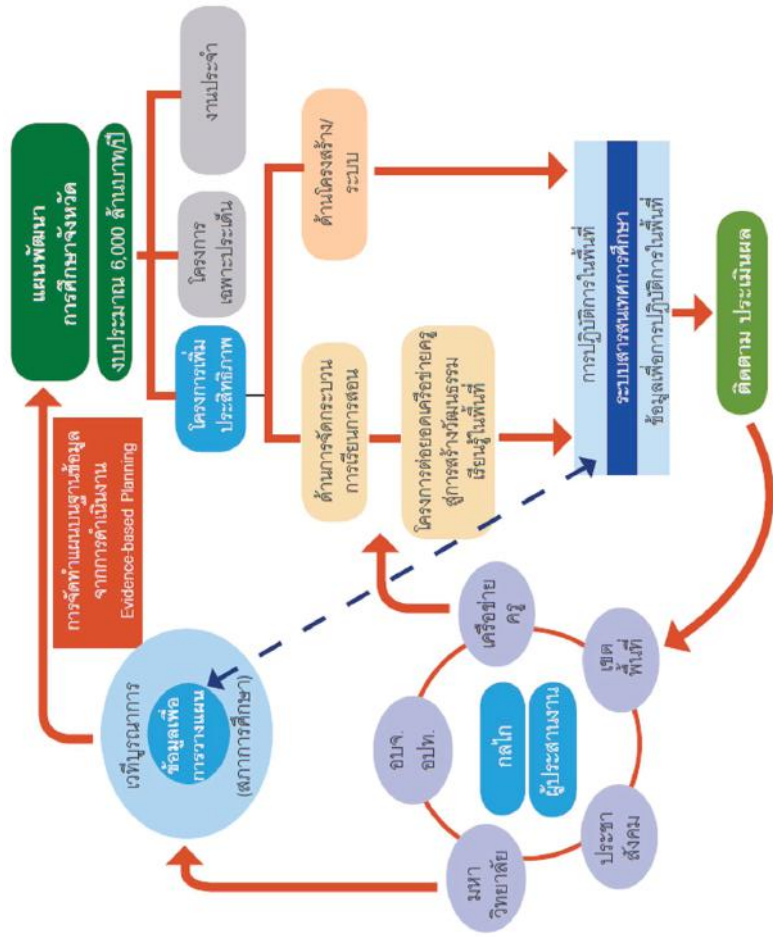 แผนพัฒนา
การศึกษาจังหวัด
งบประมาณ 6,000 ล้านบาท/ปี
การจัดทำแผนบนฐานข้อมูล
จากการดำเนินงาน
Evidence-based Planning
เวทีบูรณาการ
ข้อมูลเพื่อ
การวางแผน
(สภาการศึกษา)
โครงการเพิ่ม
ประสิทธิภาพ
โครงการ
เฉพาะประเด็น
งานประจำ
ด้านการจัดกระบวน
การเรียนการสอน
ด้านโครงสร้าง/
ระบบ
โครงการต่อยอดเครือข่ายครู
สู่การสร้างวัฒนธรรม
เรียนรู้ในพื้นที่
อบจ.
อปท.
เครือข่าย
ครู
มหา
วิทยาลัย
กลไก
ผู้ประสานงาน
ประชา
สังคม
เขต
พื้นที่
การปฏิบัติการในพื้นที่
ระบบสารสนเทศการศึกษา
ข้อมูลเพื่อการปฏิบัติการในพื้นที่
ติดตาม ประเมินผล